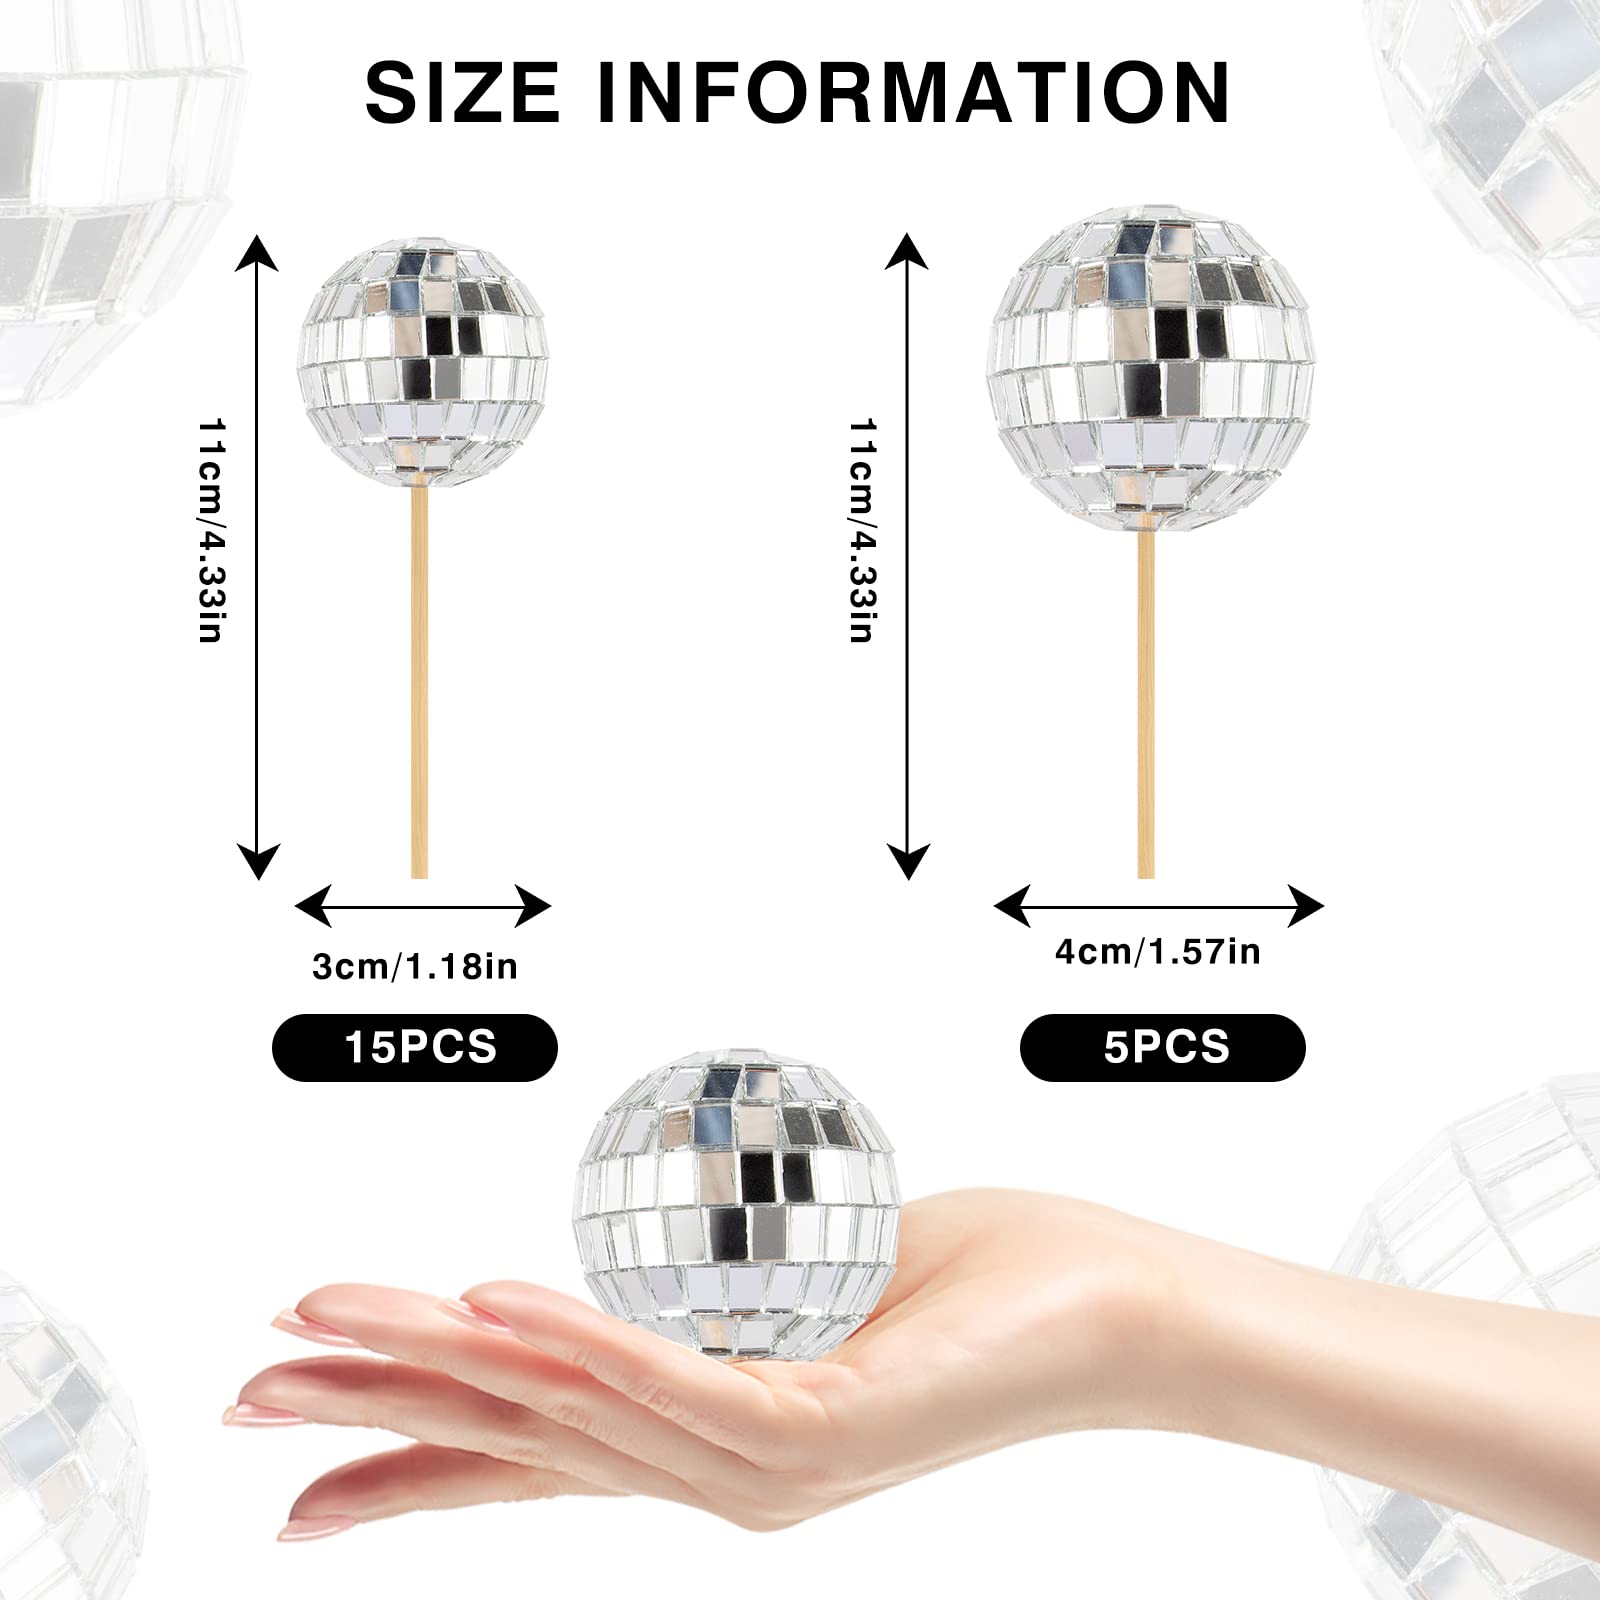 SIZE INFORMATION
11cm/4.33in
11cm/4.33in
3cm/1.18in
4cm/1.57in
15PCS
5PCS